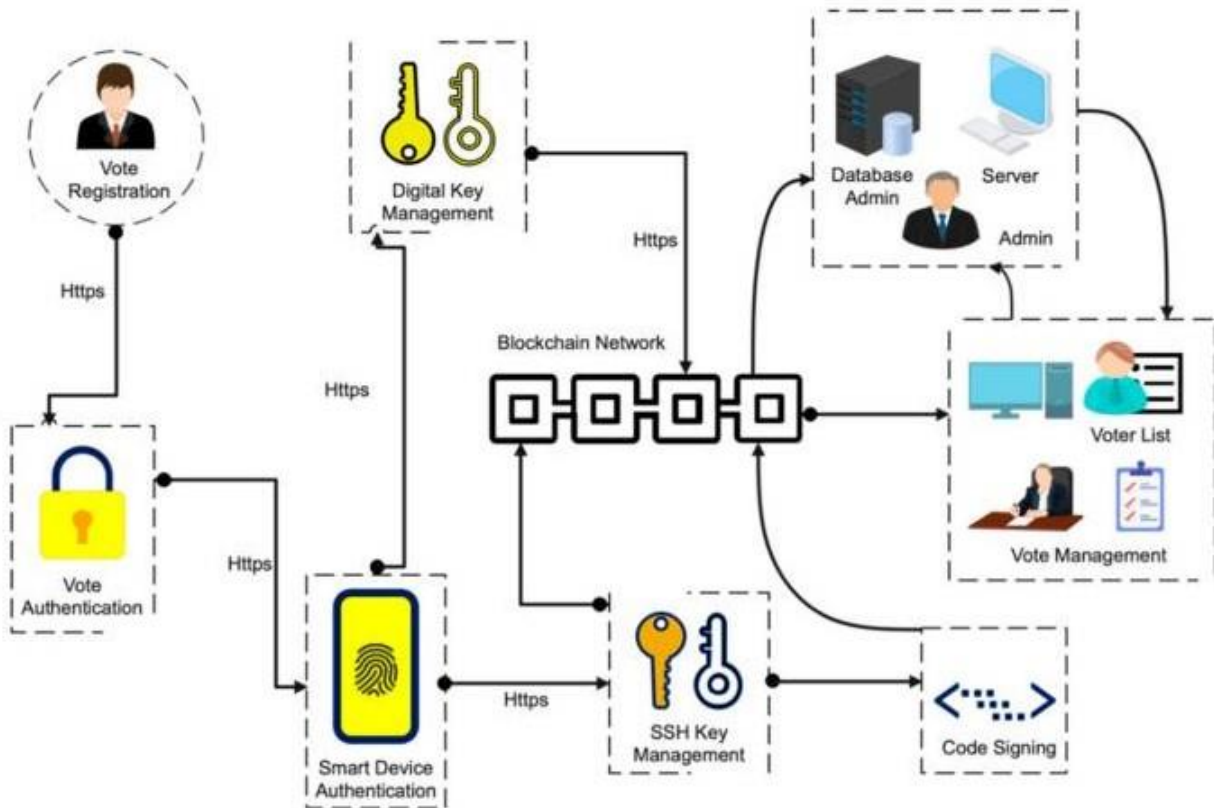 Vote
Registration
Https
Digital Key
Management
Https
Database
Admin
Server
Admin
Blockchain Network
Https
Voter List
Vote Management
Vote
Authentication
Https
Smart Device
Authentication
Https
SSH Key
Management
Code Signing